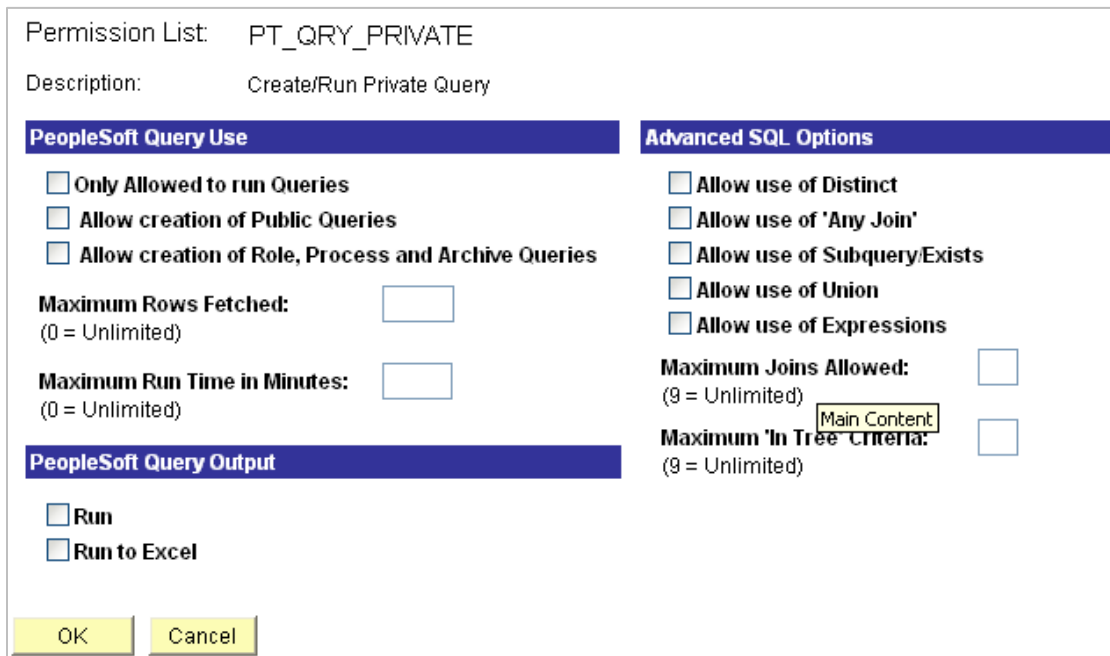 Permission List: PT_QRY_PRIVATE
Description: Create/Run Private Query
PeopleSoft Query Use
Only Allowed to run Queries
Allow creation of Public Queries
Allow creation of Role, Process and Archive Queries
Maximum Rows Fetched:
(0 = Unlimited)
Maximum Run Time in Minutes:
(0 = Unlimited)
PeopleSoft Query Output
Run
Run to Excel
Advanced SQL Options
Allow use of Distinct
Allow use of 'Any Join'
Allow use of Subquery/Exists
Allow use of Union
Allow use of Expressions
Maximum Joins Allowed:
(9 = Unlimited)
Main Content
Maximum 'In Tree' Criteria:
(9 = Unlimited)
OK Cancel